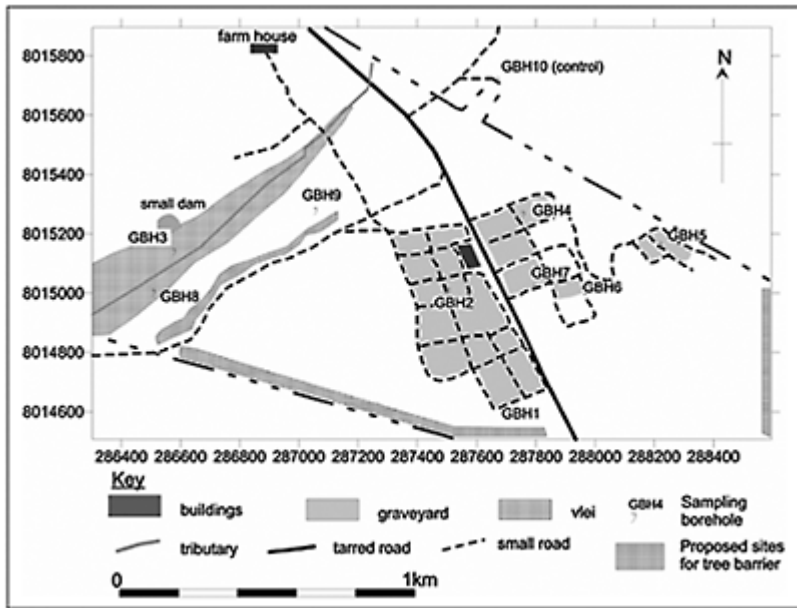 farm house
8015800
GBH10 (control)
N
8015600
8015400
small dam
GBH9
GBH3
GBH4
8015200
GBH5
GBH7
8015000
GBH8
GBH2
GBH6
8014800
8014600
GBH1
286400 286600 286800 287000 287200 287400 287600 287800 288000 288200 288400
Key
buildings graveyard vlei GBH4 Sampling borehole
tributary tarred road small road Proposed sites for tree barrier
0 1km